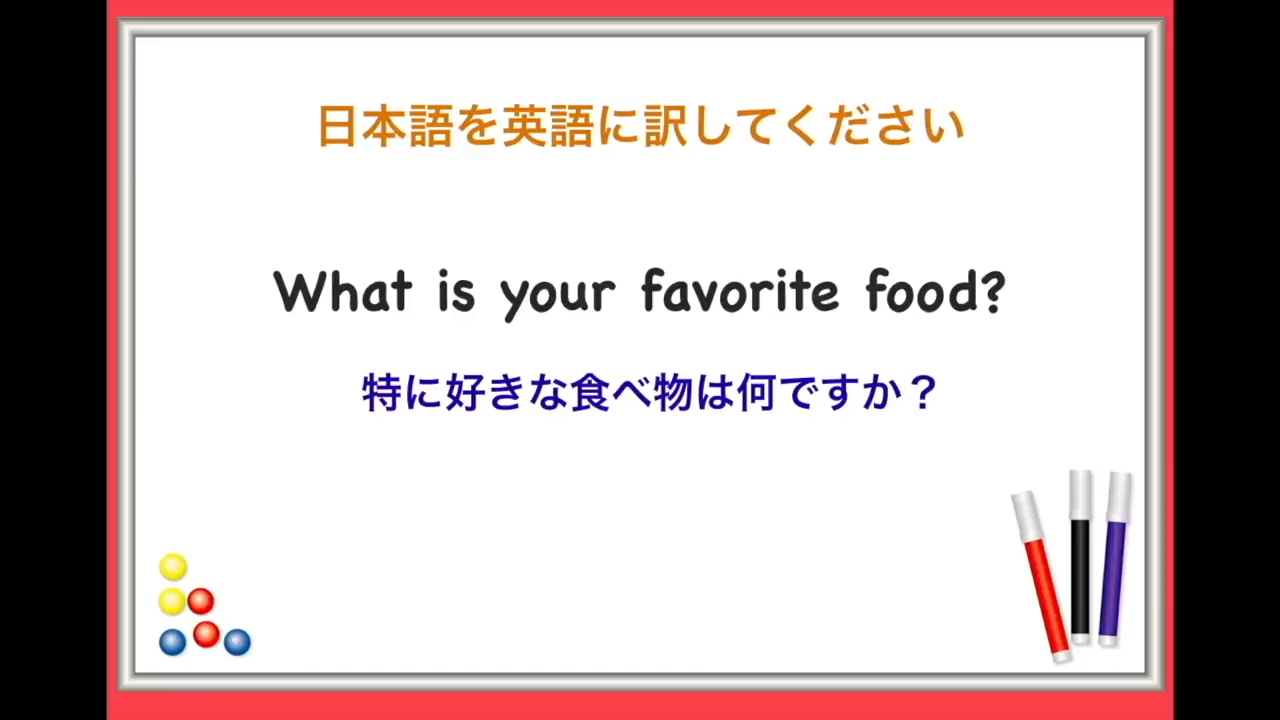 日本語を英語に訳してください
What is your favorite food?
特に好きな食べ物は何ですか？